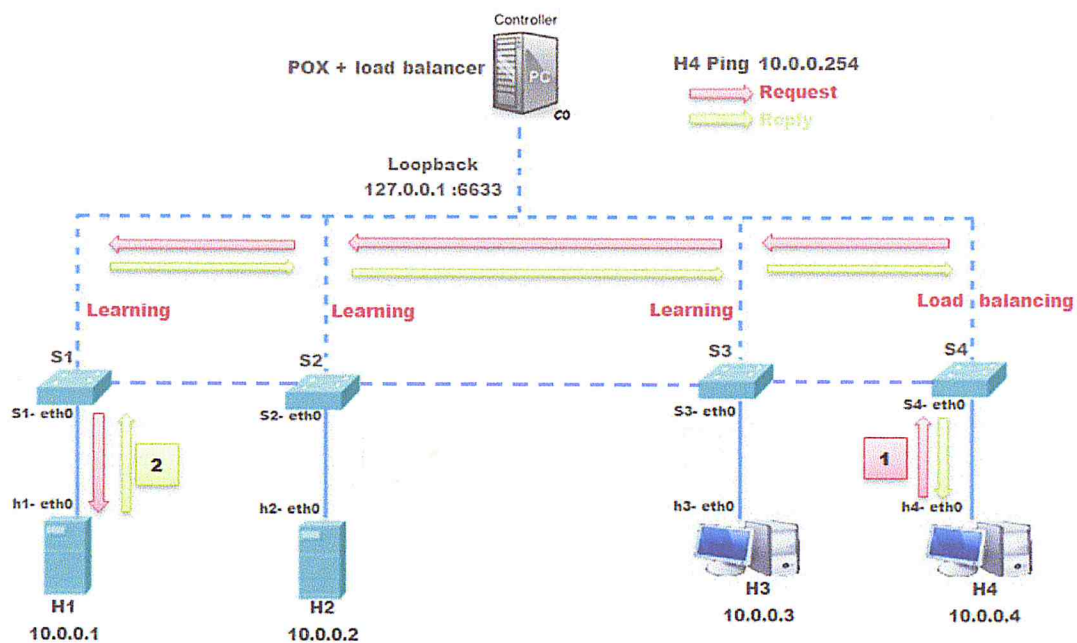 Controller
POX + load balancer
PC
C0
H4 Ping 10.0.0.254
Request
Reply
Loopback
127.0.0.1 :6633
Learning
Learning
Learning
Load balancing
S1
S2
S3
S4
S1- eth0
S2- eth0
S3- eth0
S4- eth0
2
1
h1- eth0
h2- eth0
h3- eth0
h4- eth0
H1
H2
H3
H4
10.0.0.1
10.0.0.2
10.0.0.3
10.0.0.4